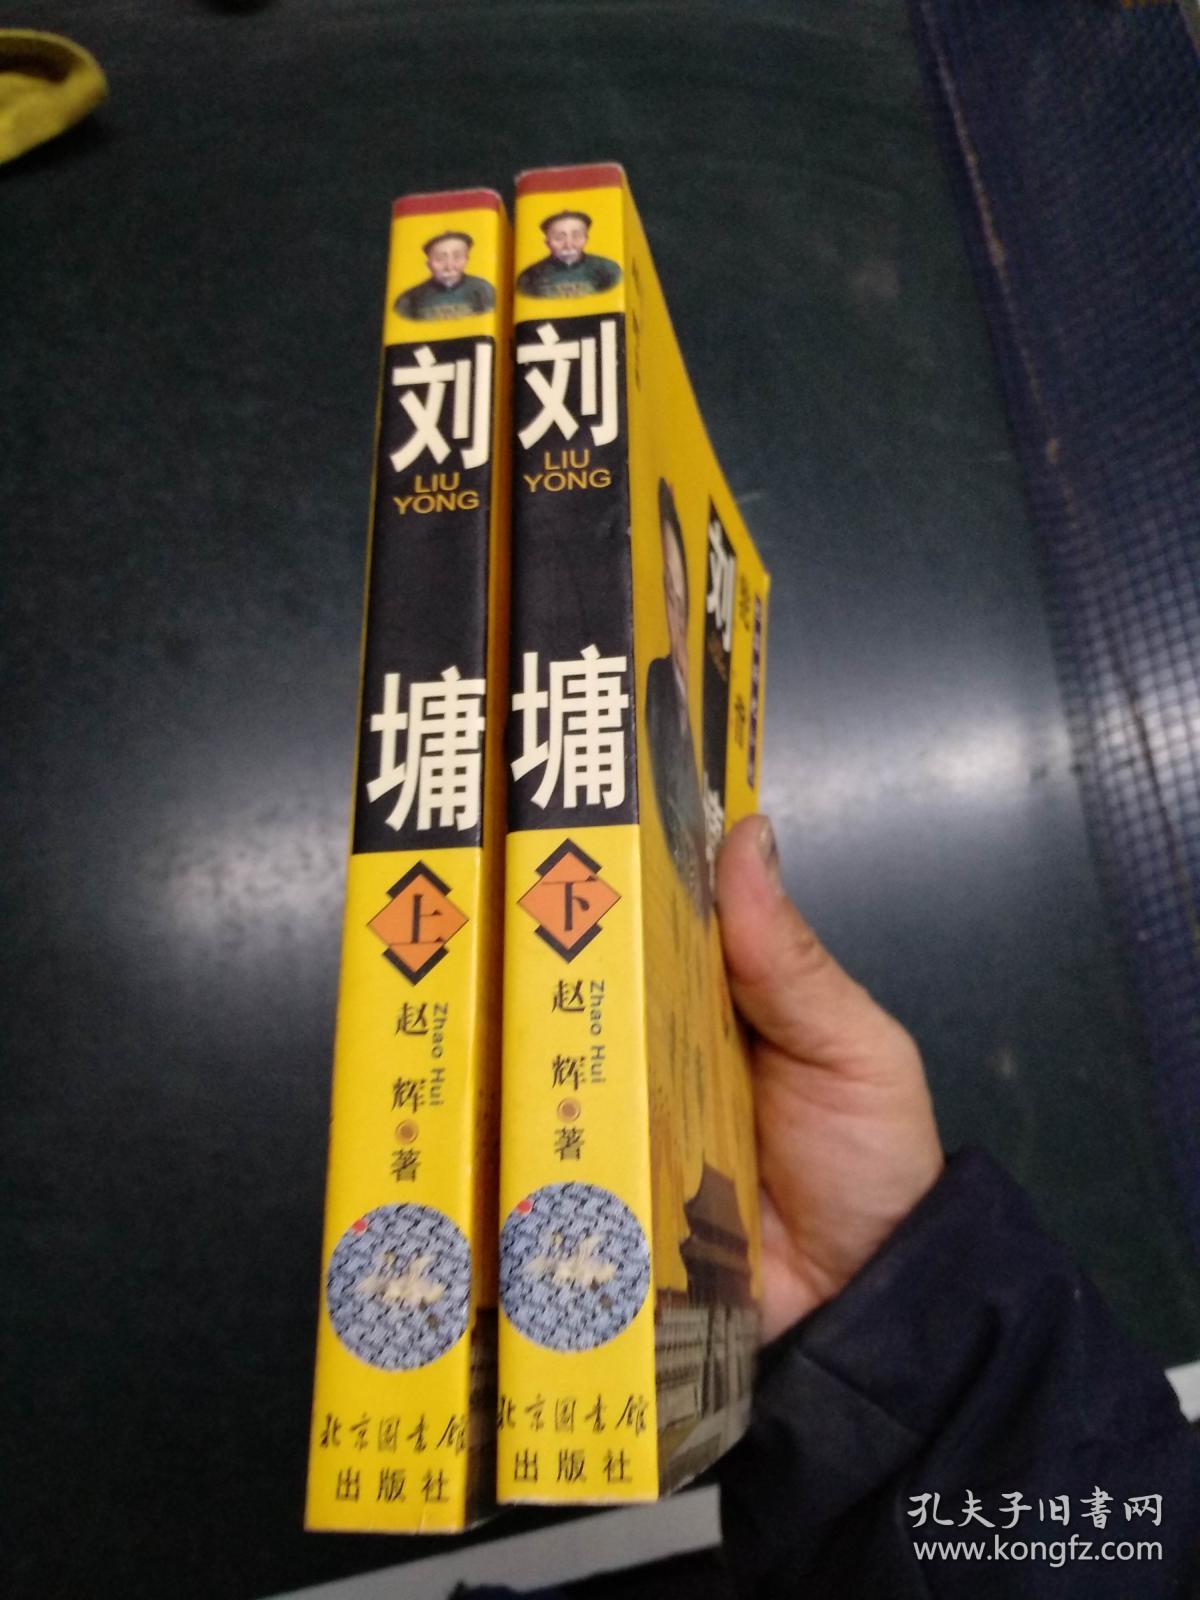 刘
LIU
YONG
墉
上
赵辉●著
Zhao Hui
北京图书馆
出版社
刘
LIU
YONG
墉
下
赵辉●著
Zhao Hui
北京图书馆
出版社
刘
孔夫子旧书网
www.kongfz.com